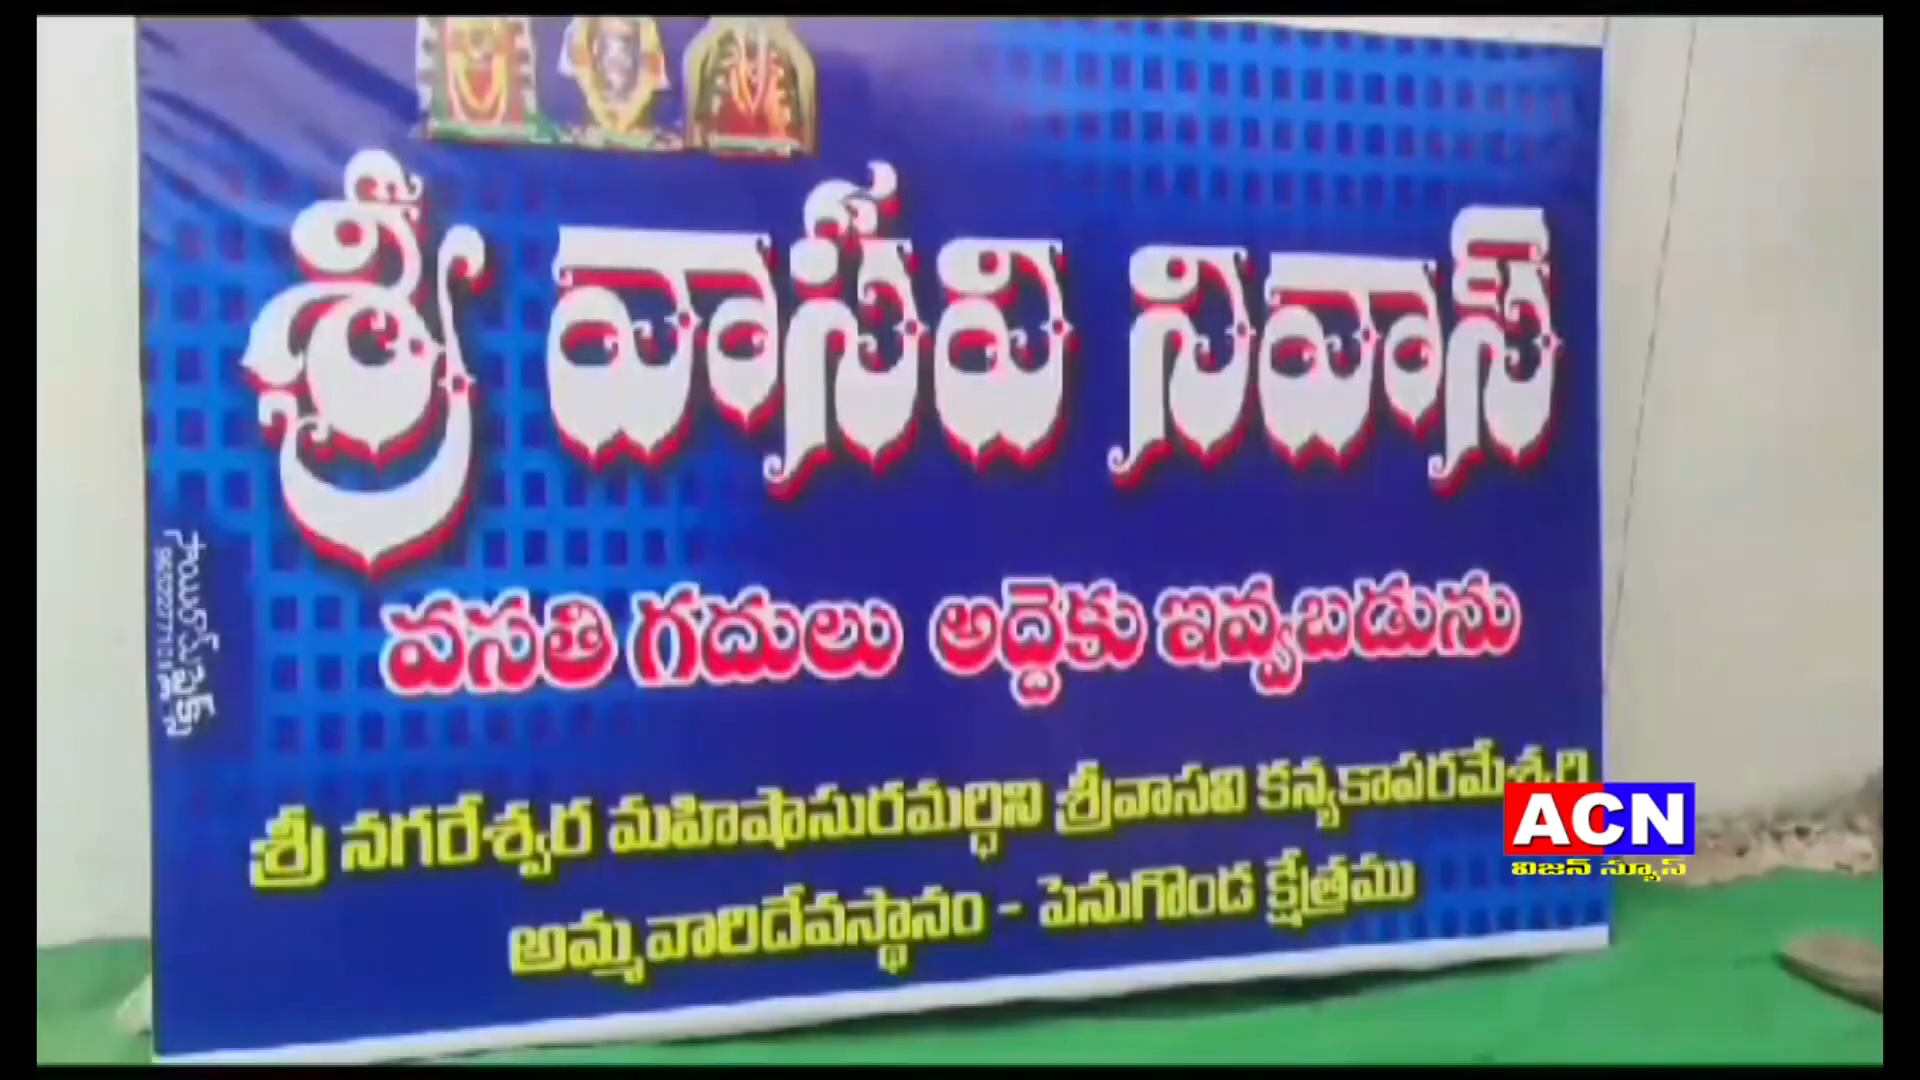 శ్రీ వాసవి నివాస్
వసతి గదులు అద్దెకు ఇవ్వబడును
శ్రీ నగరేశ్వర మహిషాసురమర్ధిని శ్రీవాసవి కన్యకాపరమేశ్వరి
అమ్మవారిదేవస్థానం - పెనుగొండ క్షేత్రము
ACN
విజన్ న్యూస్